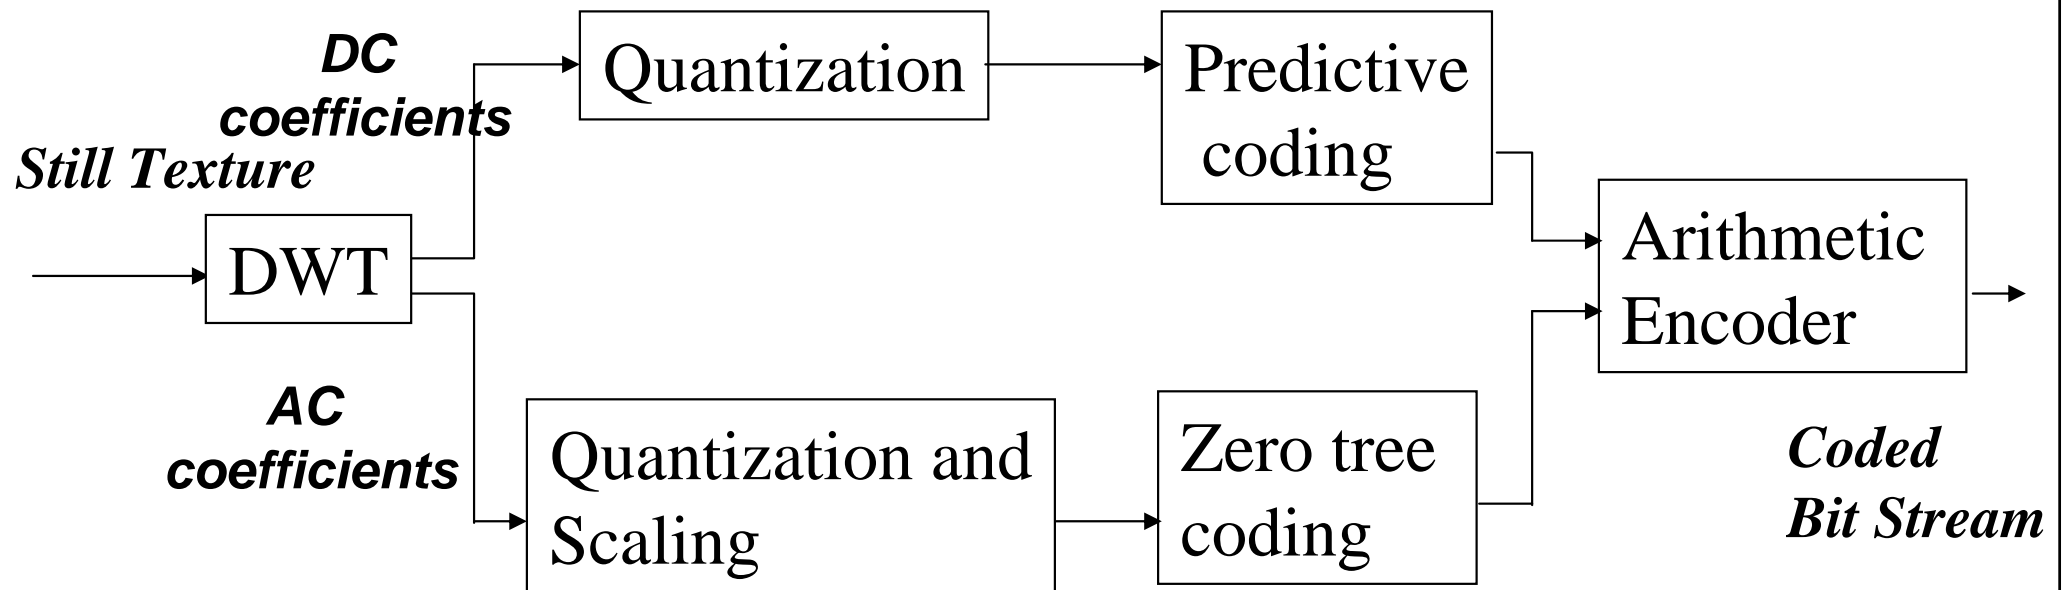 DC
coefficients
Still Texture
DWT
Quantization
Predictive
coding
AC
coefficients
Quantization and
Scaling
Zero tree
coding
Arithmetic
Encoder
Coded
Bit Stream